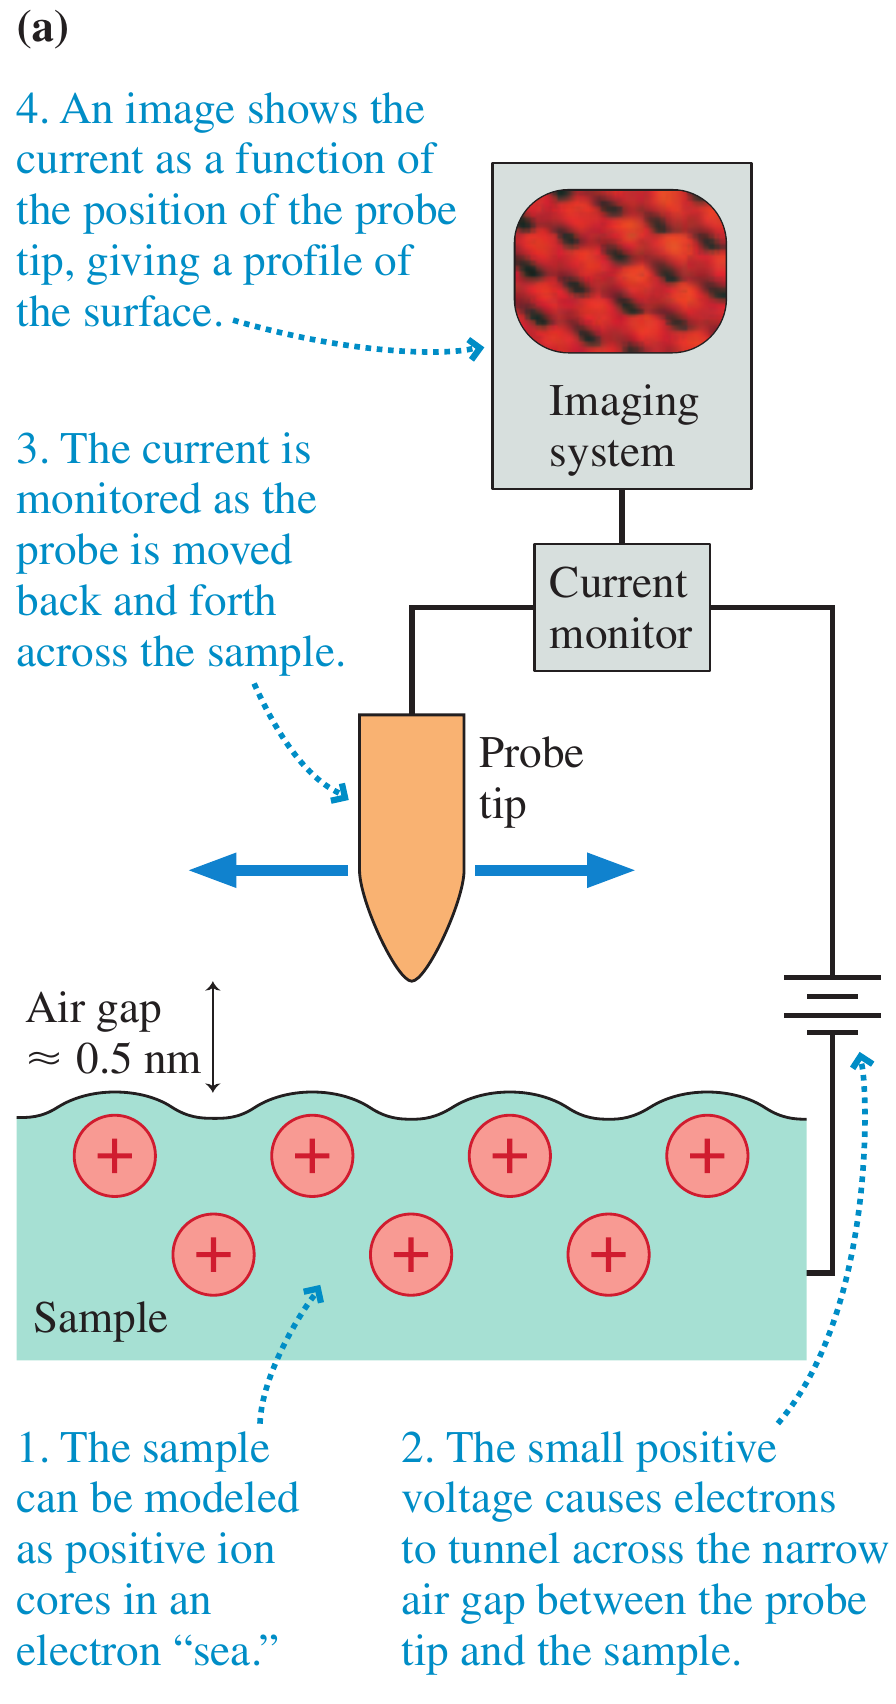 (a)
4. An image shows the
current as a function of
the position of the probe
tip, giving a profile of
the surface.
Imaging
system
3. The current is
monitored as the
probe is moved
back and forth
across the sample.
Current
monitor
Probe
tip
Air gap
≈ 0.5 nm
+ + + +
+ + +
Sample
1. The sample
can be modeled
as positive ion
cores in an
electron “sea.”
2. The small positive
voltage causes electrons
to tunnel across the narrow
air gap between the probe
tip and the sample.